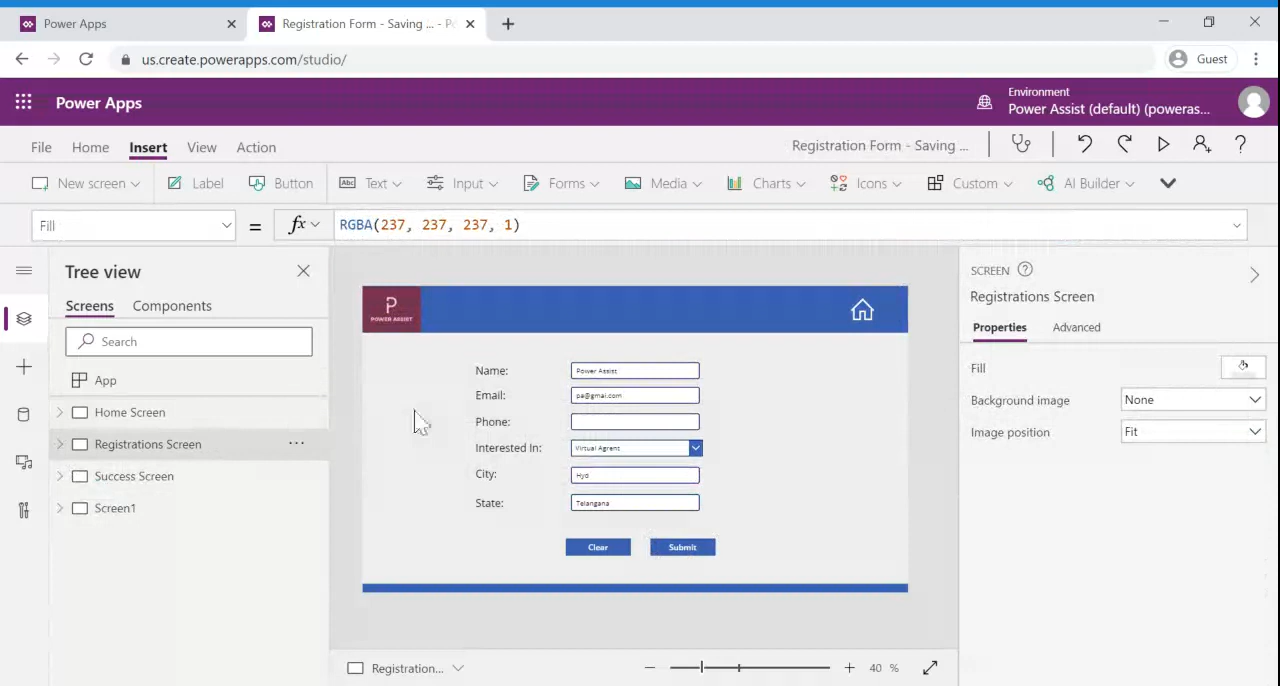 Power Apps
Registration Form - Saving ... - Po
us.create.powerapps.com/studio/
Guest
Power Apps
Environment
Power Assist (default) (poweras...
File Home Insert View Action
Registration Form - Saving ...
New screen Label Button Text Input Forms Media Charts Icons Custom AI Builder
Fill = fx RGBA(237, 237, 237, 1)
Tree view
Screens Components
Search
App
Home Screen
Registrations Screen
Success Screen
Screen1
P
POWER ASSIST
Name: Power Assist
Email: pa@gmai.com
Phone:
Interested In: Virtual Agrent
City: Hyd
State: Telangana
Clear Submit
Registration... 40 %
SCREEN
Registrations Screen
Properties Advanced
Fill
Background image None
Image position Fit